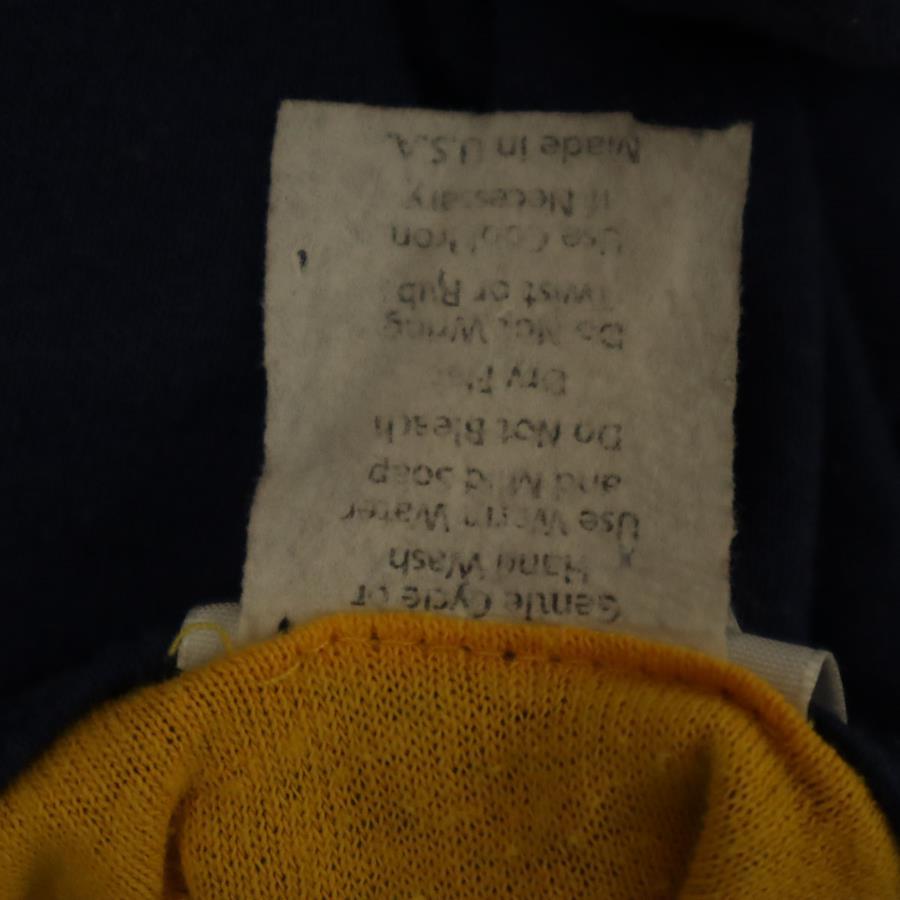 Gentle Cycle or
Hand Wash
Use Warm Water
and Mild Soap
Do Not Bleach
Dry Flat
Do Not Wring
Twist or Rub
Use Cool Iron
If Necessary
Made in U.S.A.